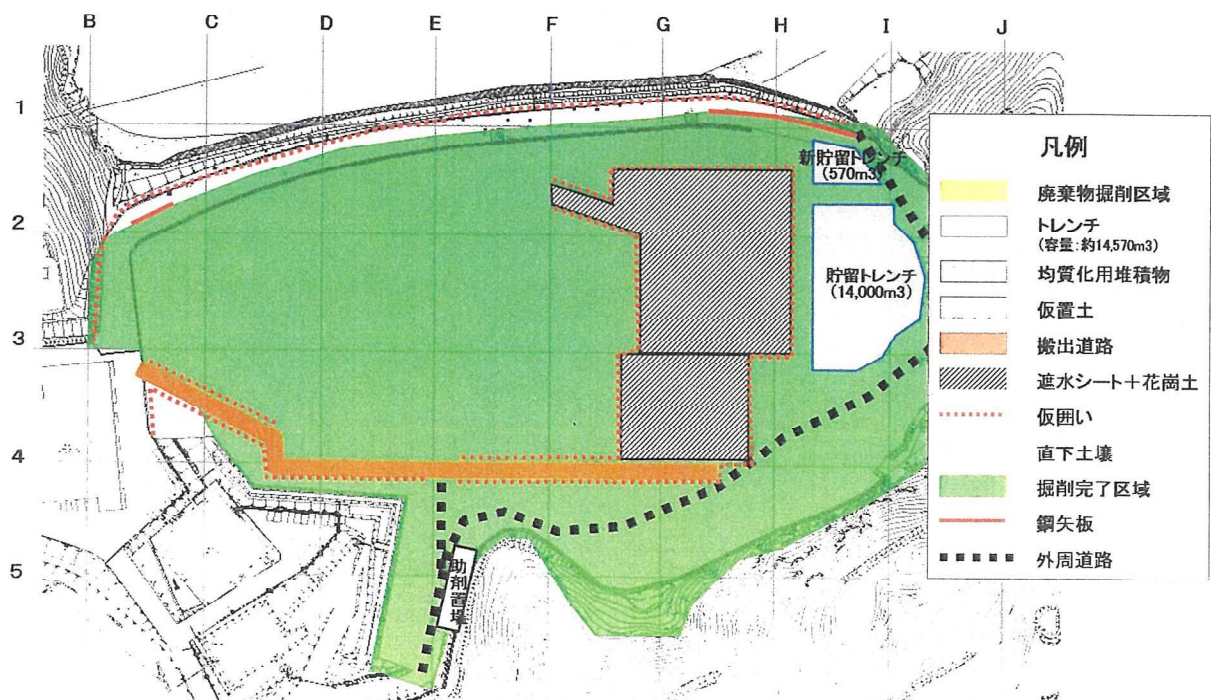 B C D E F G H I J
1
2
3
4
5
新貯留トレンチ
(570m3)
貯留トレンチ
(14,000m3)
助剤置場
凡例
廃棄物掘削区域
トレンチ
(容量:約14,570m3)
均質化用堆積物
仮置土
搬出道路
遮水シート+花崗土
仮囲い
直下土壌
掘削完了区域
鋼矢板
外周道路